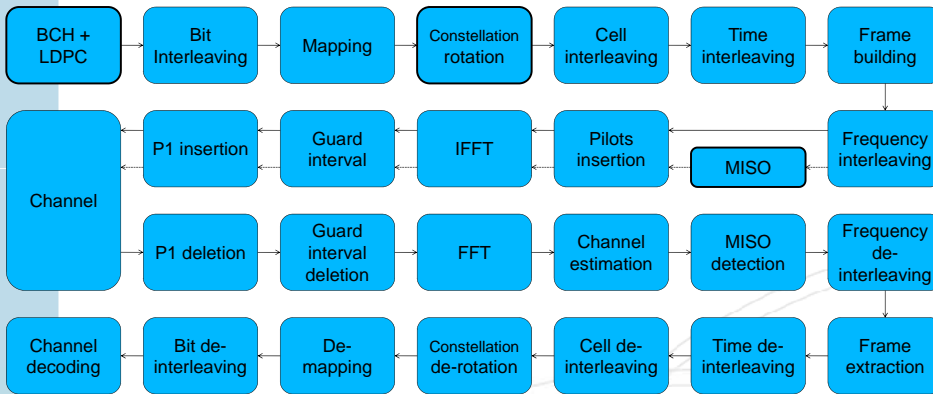 BCH +
LDPC
Bit
Interleaving
Mapping
Constellation
rotation
Cell
interleaving
Time
interleaving
Frame
building
Channel
P1 insertion
Guard
interval
IFFT
Pilots
insertion
MISO
Frequency
interleaving
P1 deletion
Guard
interval
deletion
FFT
Channel
estimation
MISO
detection
Frequency
de-
interleaving
Channel
decoding
Bit de-
interleaving
De-
mapping
Constellation
de-rotation
Cell de-
interleaving
Time de-
interleaving
Frame
extraction